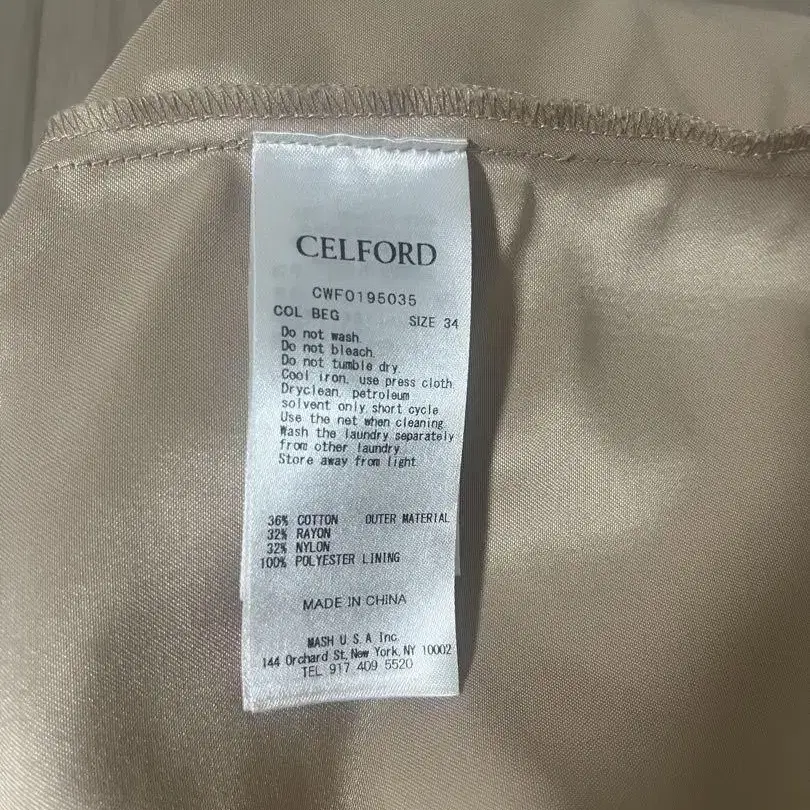 CELFORD
CWFO195035
COL BEG SIZE 34
Do not wash.
Do not bleach.
Do not tumble dry.
Cool iron, use press cloth.
Dryclean, petroleum
solvent only short cycle
Use the net when cleaning.
Wash the laundry separately
from other laundry.
Store away from light
36% COTTON OUTER MATERIAL
32% RAYON
32% NYLON
100% POLYESTER LINING
MADE IN CHINA
MASH U.S.A Inc.
144 Orchard St, New York, NY 10002
TEL 917 409 5520